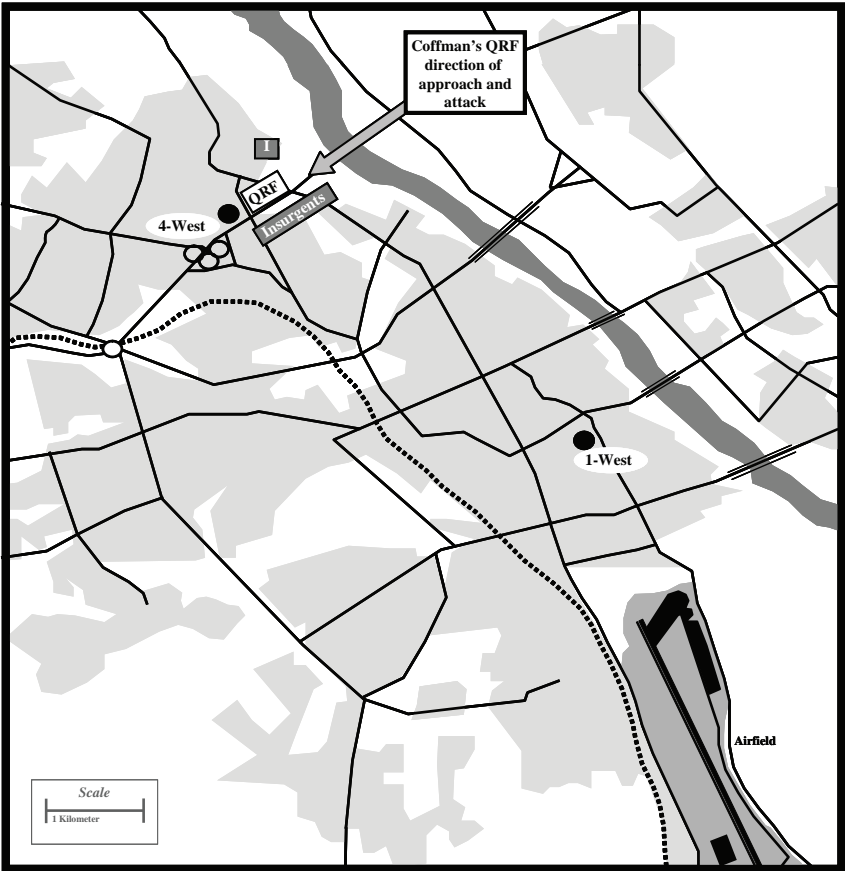 Coffman's QRF
direction of
approach and
attack
I
QRF
Insurgents
4-West
1-West
Airfield
Scale
1 Kilometer